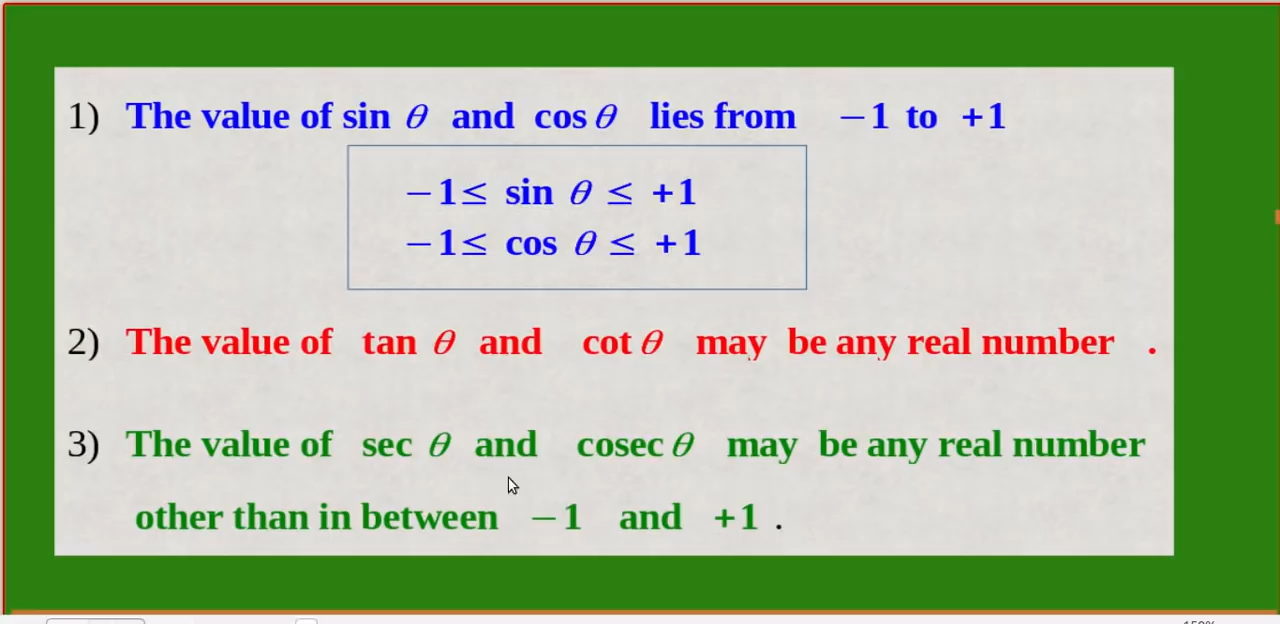 1) The value of sin θ and cos θ lies from −1 to +1
−1≤ sin θ ≤ +1
−1≤ cos θ ≤ +1
2) The value of tan θ and cot θ may be any real number .
3) The value of sec θ and cosec θ may be any real number
other than in between −1 and +1 .